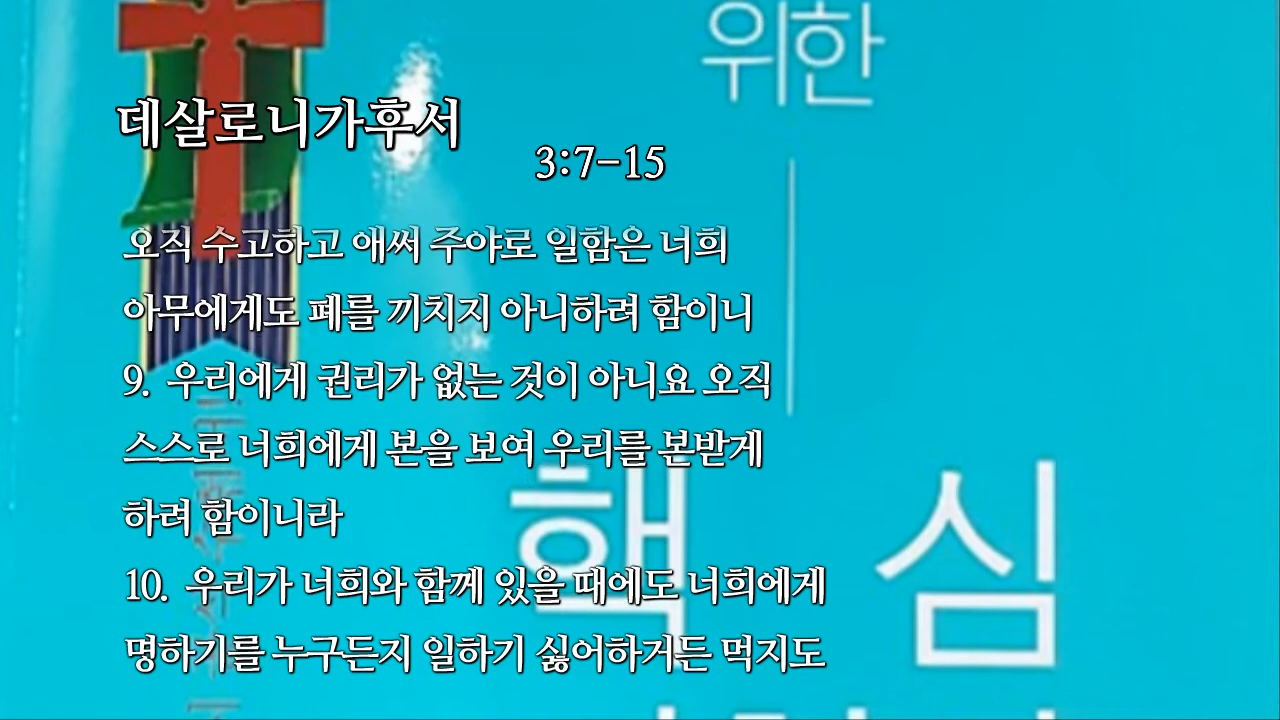 위한
데살로니가후서
3:7-15
오직 수고하고 애써 주야로 일함은 너희
아무에게도 폐를 끼치지 아니하려 함이니
9. 우리에게 권리가 없는 것이 아니요 오직
스스로 너희에게 본을 보여 우리를 본받게
하려 함이니라
핵 심
10. 우리가 너희와 함께 있을 때에도 너희에게
명하기를 누구든지 일하기 싫어하거든 먹지도